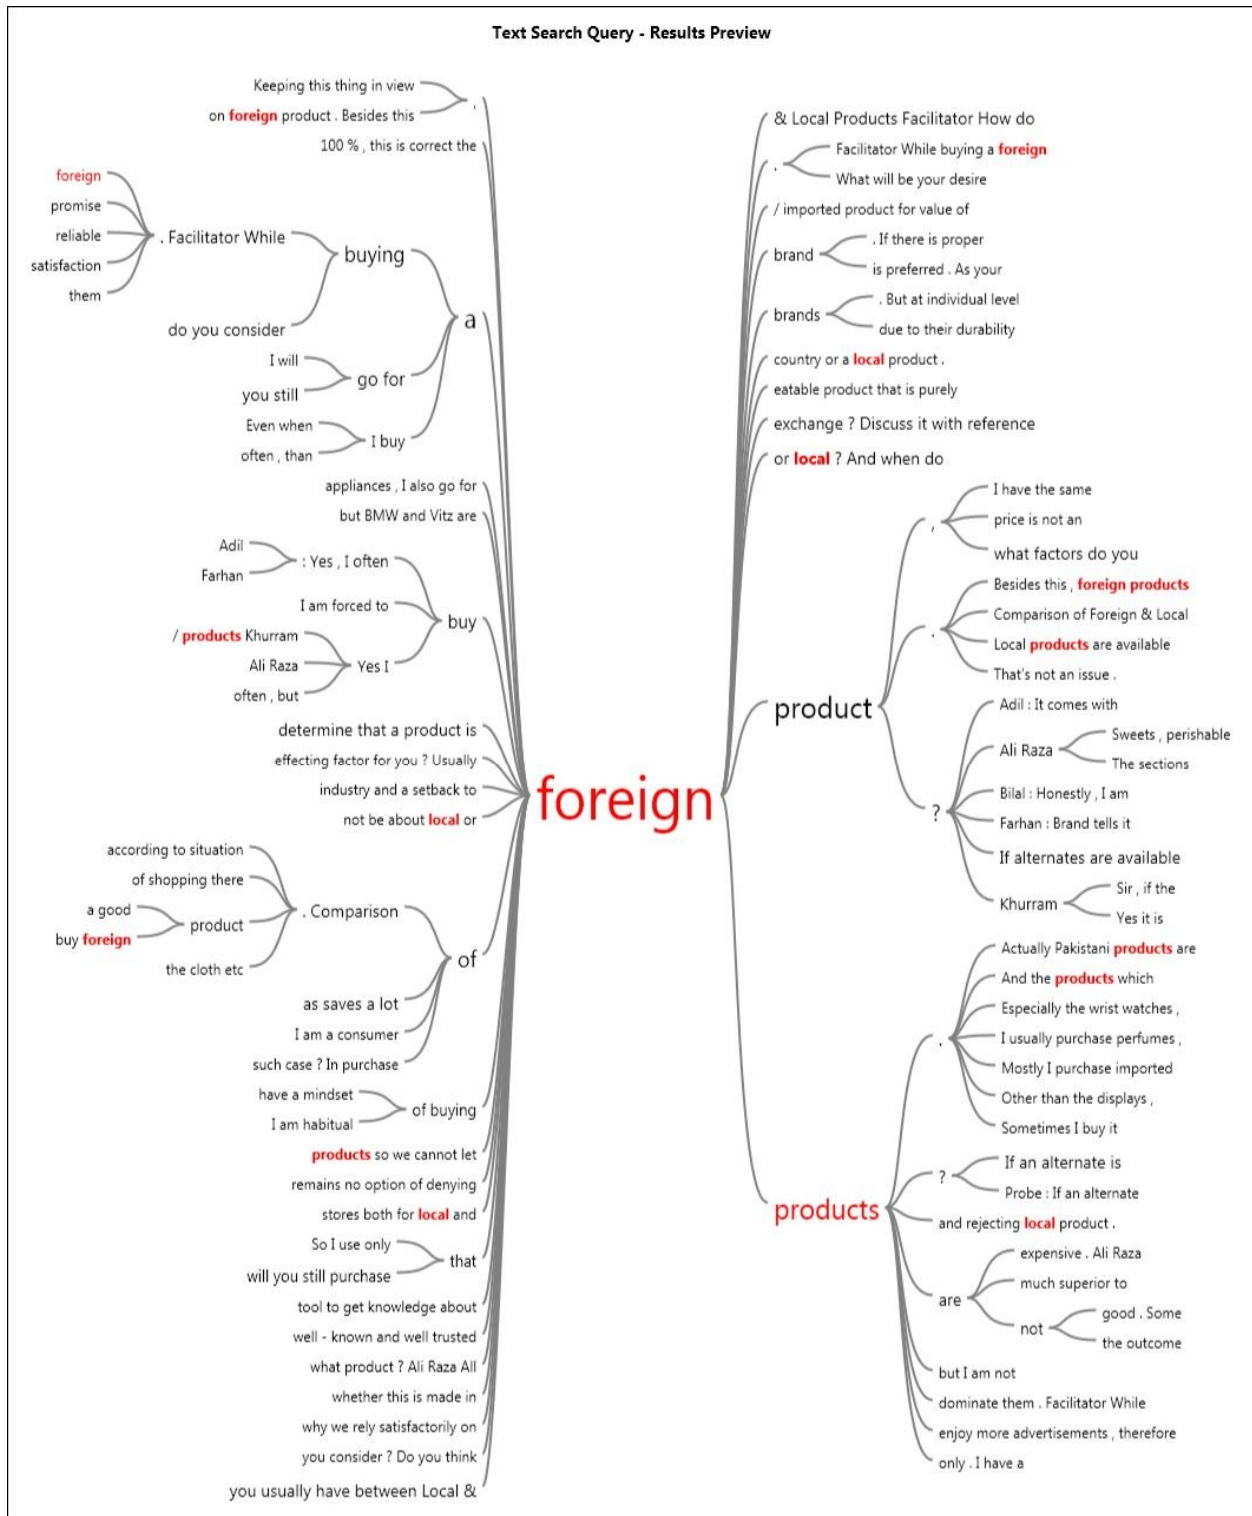 Text Search Query - Results Preview
Keeping this thing in view
on foreign product . Besides this
.
100 % , this is correct the
foreign
promise
reliable
satisfaction
them
. Facilitator While
do you consider
buying
I will
you still
go for
Even when
often , than
I buy
a
appliances , I also go for
but BMW and Vitz are
Adil
Farhan
: Yes , I often
I am forced to
/ products Khurram
Ali Raza
often , but
Yes I
buy
determine that a product is
effecting factor for you ? Usually
industry and a setback to
not be about local or
according to situation
of shopping there
a good
buy foreign
product
the cloth etc
. Comparison
as saves a lot
I am a consumer
such case ? In purchase
of
have a mindset
I am habitual
of buying
products so we cannot let
remains no option of denying
stores both for local and
So I use only
will you still purchase
that
tool to get knowledge about
well - known and well trusted
what product ? Ali Raza All
whether this is made in
why we rely satisfactorily on
you consider ? Do you think
you usually have between Local &
foreign
& Local Products Facilitator How do
.
Facilitator While buying a foreign
What will be your desire
/ imported product for value of
brand
. If there is proper
is preferred . As your
brands
. But at individual level
due to their durability
country or a local product .
eatable product that is purely
exchange ? Discuss it with reference
or local ? And when do
product
,
I have the same
price is not an
what factors do you
.
Besides this , foreign products
Comparison of Foreign & Local
Local products are available
That's not an issue .
?
Adil : It comes with
Ali Raza
Sweets , perishable
The sections
Bilal : Honestly , I am
Farhan : Brand tells it
If alternates are available
Khurram
Sir , if the
Yes it is
products
.
Actually Pakistani products are
And the products which
Especially the wrist watches ,
I usually purchase perfumes ,
Mostly I purchase imported
Other than the displays ,
Sometimes I buy it
?
If an alternate is
Probe : If an alternate
and rejecting local product .
are
expensive . Ali Raza
much superior to
not
good . Some
the outcome
but I am not
dominate them . Facilitator While
enjoy more advertisements , therefore
only . I have a